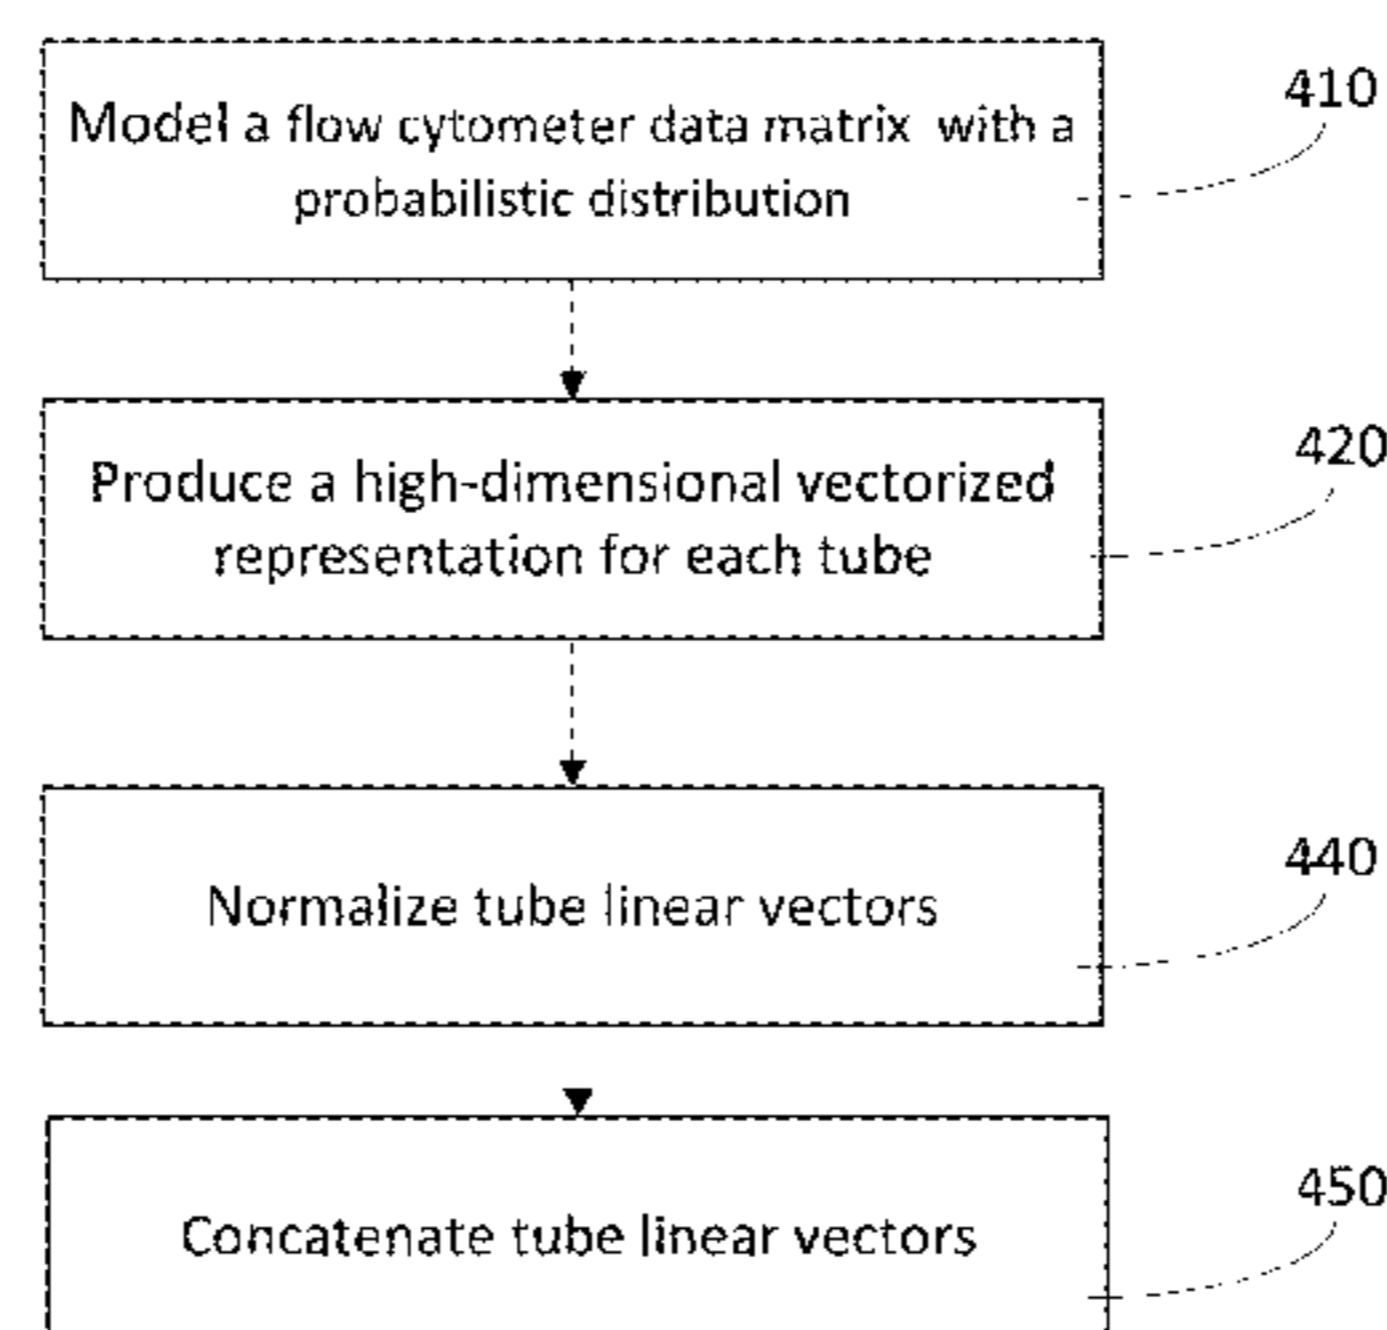 Model a flow cytometer data matrix with a
probabilistic distribution
410
Produce a high-dimensional vectorized
representation for each tube
420
Normalize tube linear vectors
440
Concatenate tube linear vectors
450